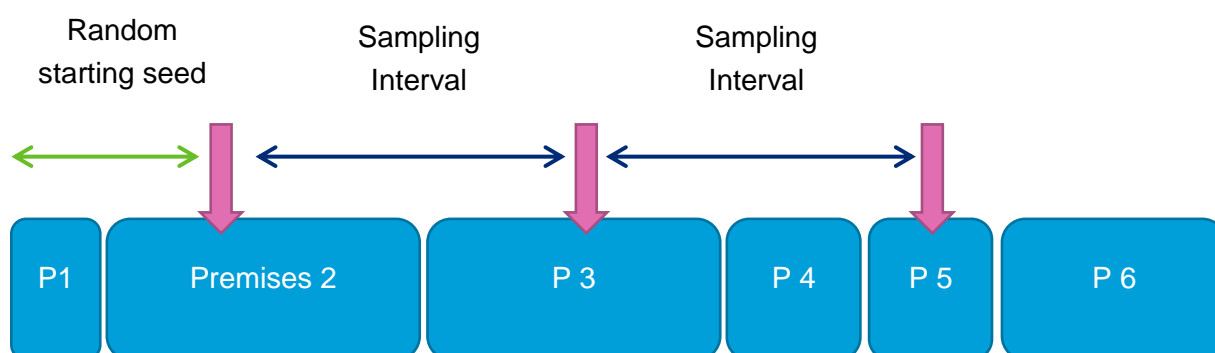 Random
starting seed
Sampling
Interval
Sampling
Interval
P1
Premises 2
P 3
P 4
P 5
P 6